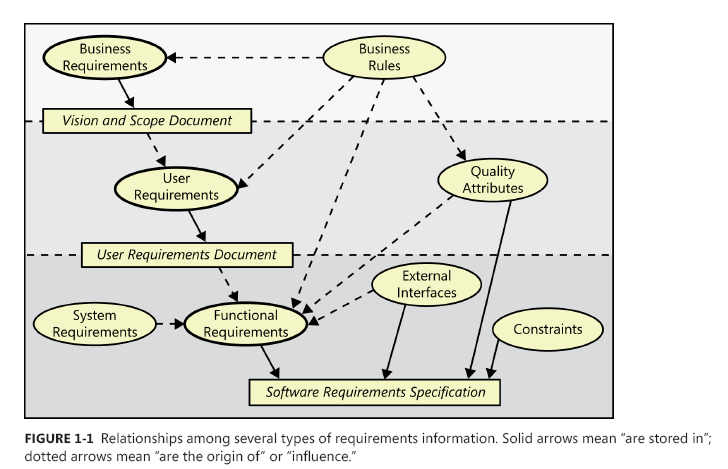 Business
Requirements
Business
Rules
Vision and Scope Document
User
Requirements
Quality
Attributes
User Requirements Document
External
Interfaces
System
Requirements
Functional
Requirements
Constraints
Software Requirements Specification
FIGURE 1-1 Relationships among several types of requirements information. Solid arrows mean “are stored in”;
dotted arrows mean “are the origin of” or “influence.”